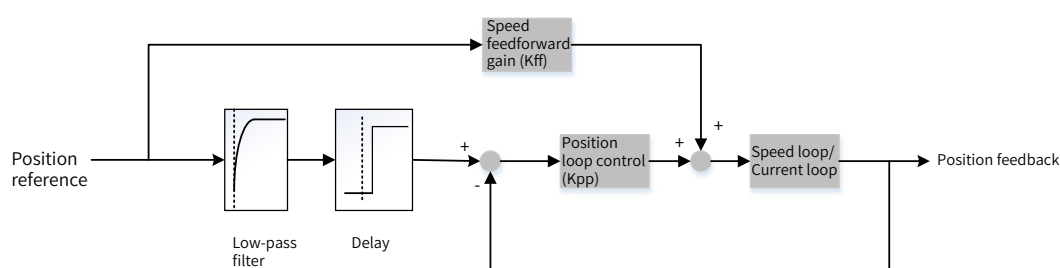 Speed
feedforward
gain (Kff)
+
Position
reference
+
-
Position
loop control
(Kpp)
+
Speed loop/
Current loop
Position feedback
Low-pass
filter
Delay